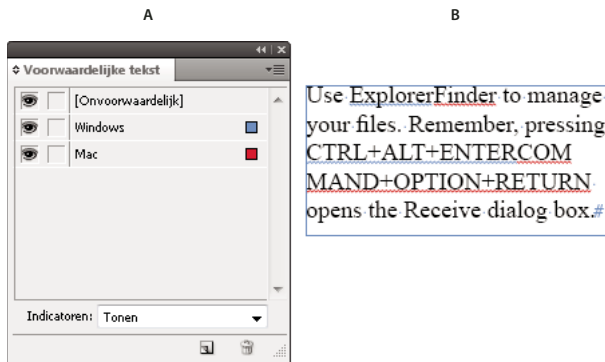 A
B
Voorwaardelijke tekst
[Onvoorwaardelijk]
Windows
Mac
Indicatoren: Tonen
Use ExplorerFinder to manage
your files. Remember, pressing
CTRL+ALT+ENTERCOM
MAND+OPTION+RETURN
opens the Receive dialog box.#